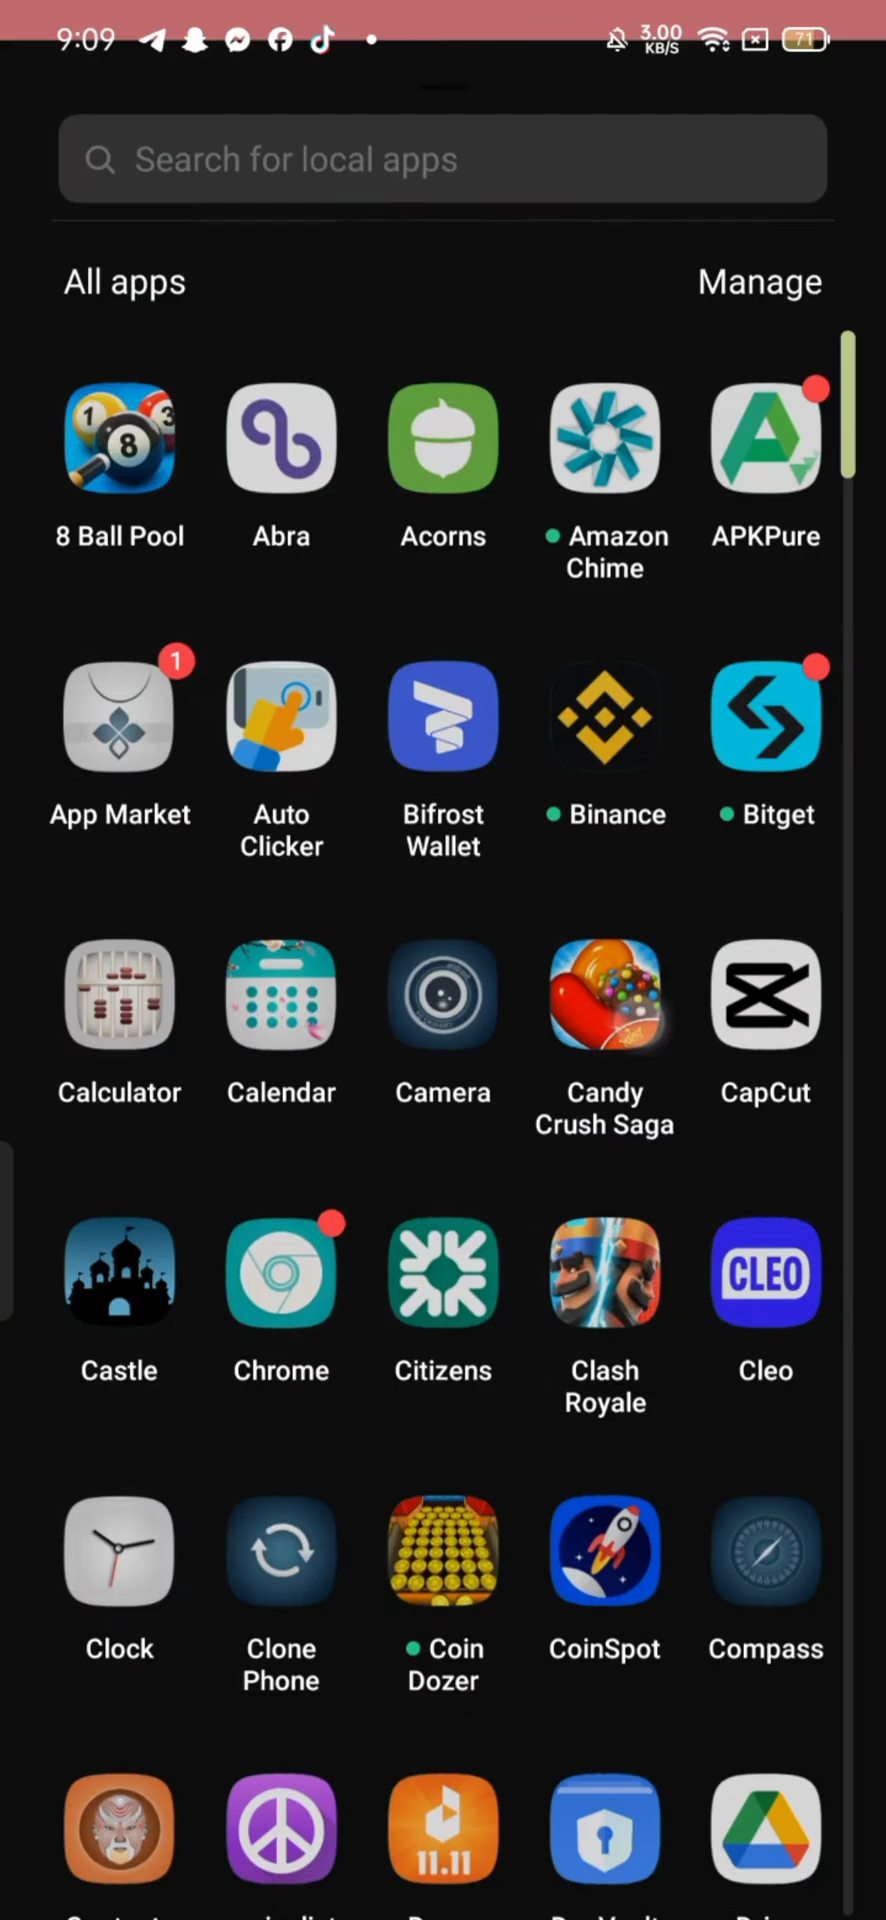 9:09
3.00
KB/S
71
Search for local apps
All apps
Manage
8 Ball Pool
Abra
Acorns
Amazon
Chime
APKPure
1
App Market
Auto
Clicker
Bifrost
Wallet
Binance
Bitget
Calculator
Calendar
Camera
Candy
Crush Saga
CapCut
Castle
Chrome
Citizens
Clash
Royale
CLEO
Cleo
Clock
Clone
Phone
Coin
Dozer
CoinSpot
Compass
11.11